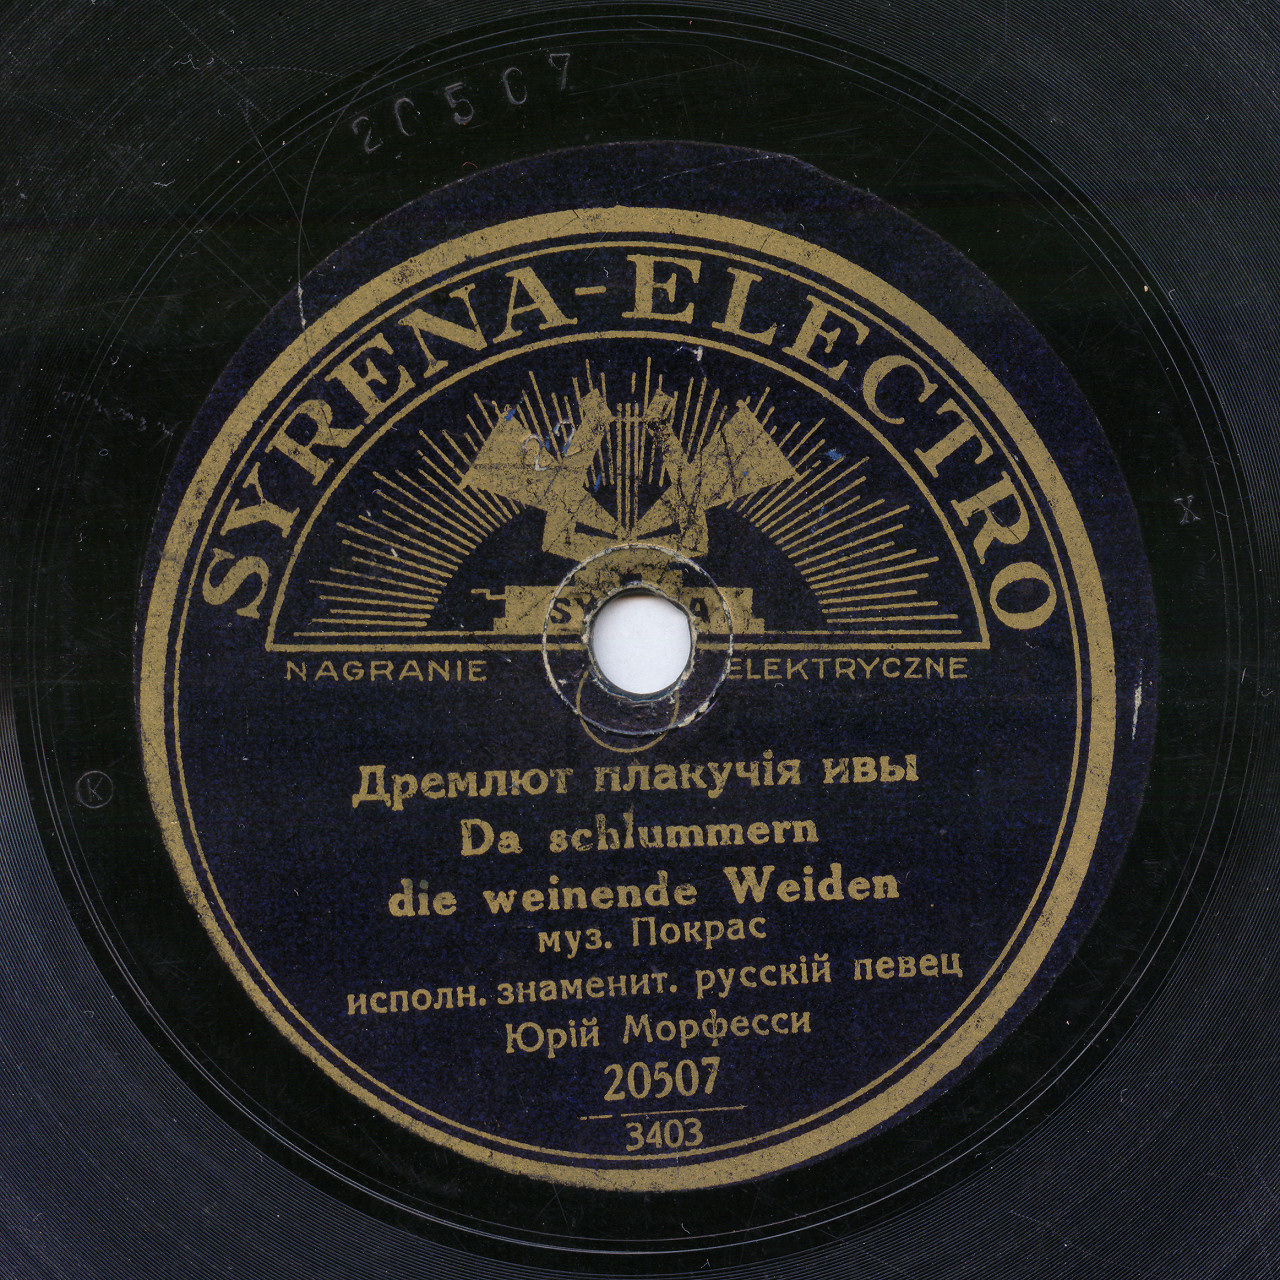 20507
SYRENA-ELECTRO
22
NAGRANIE ELEKTRYCZNE
K
X
Дремлют плакучія ивы
Da schlummern
die weinende Weiden
муз. Покрас
исполн. знаменит. русскій певец
Юрій Морфесси
20507
3403